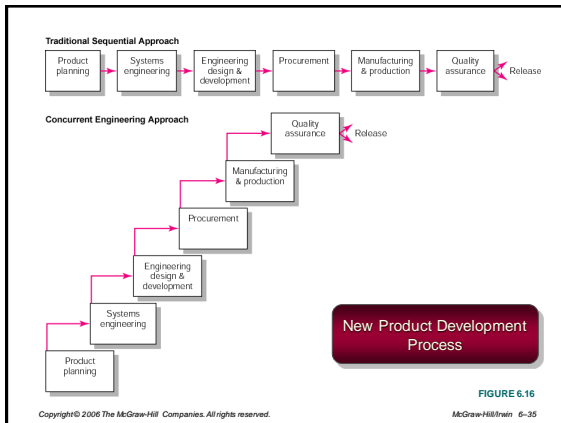 Traditional Sequential Approach
Product
planning
Systems
engineering
Engineering
design &
development
Procurement
Manufacturing
& production
Quality
assurance
Release
Concurrent Engineering Approach
Quality
assurance
Release
Manufacturing
& production
Procurement
Engineering
design &
development
Systems
engineering
Product
planning
New Product Development
Process
FIGURE 6.16
Copyright© 2006 The McGraw-Hill Companies. All rights reserved.
McGraw-Hill/Irwin 6–35